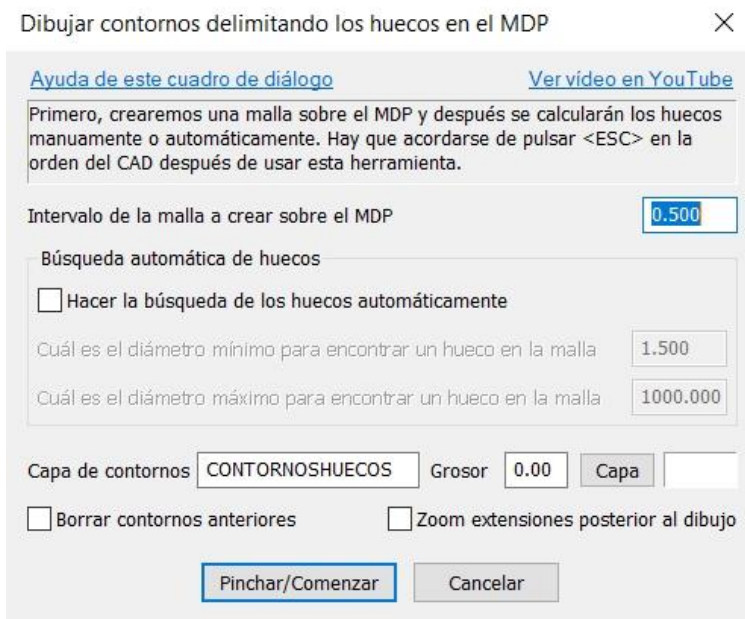 Dibujar contornos delimitando los huecos en el MDP
Ayuda de este cuadro de diálogo Ver vídeo en YouTube
Primero, crearemos una malla sobre el MDP y después se calcularán los huecos
manuamente o automáticamente. Hay que acordarse de pulsar <ESC> en la
orden del CAD después de usar esta herramienta.
Intervalo de la malla a crear sobre el MDP 0.500
Búsqueda automática de huecos
Hacer la búsqueda de los huecos automáticamente
Cuál es el diámetro mínimo para encontrar un hueco en la malla 1.500
Cuál es el diámetro máximo para encontrar un hueco en la malla 1000.000
Capa de contornos CONTORNOSHUECOS Grosor 0.00 Capa
Borrar contornos anteriores Zoom extensiones posterior al dibujo
Pinchar/Comenzar Cancelar